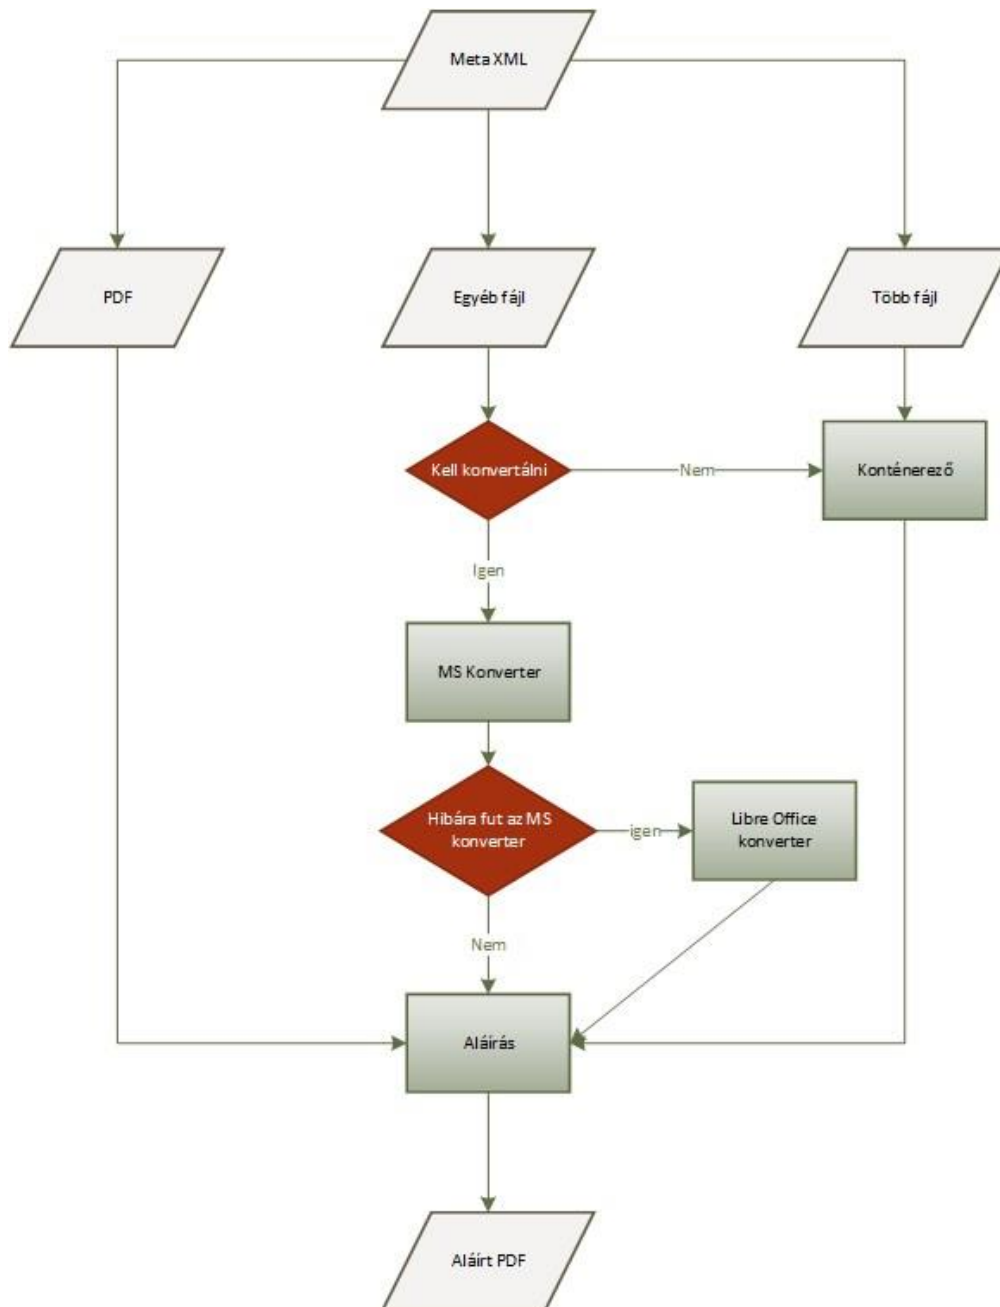 Meta XML
PDF
Egyéb fájl
Több fájl
Kell konvertálni
Nem
Konténerező
Igen
MS Konverter
Hibára fut az MS
konverter
igen
Libre Office
konverter
Nem
Aláírás
Aláírt PDF